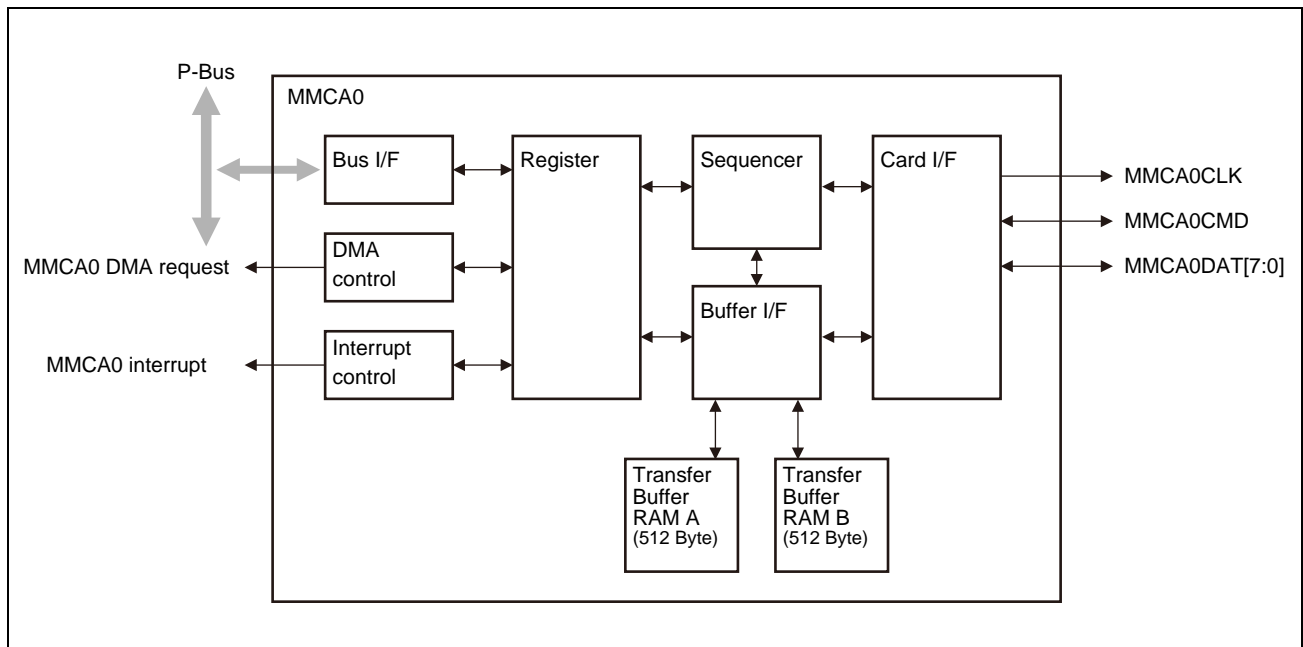 P-Bus
MMCA0
Bus I/F
Register
Sequencer
Card I/F
MMCA0CLK
MMCA0CMD
MMCA0DAT[7:0]
DMA
control
MMCA0 DMA request
Buffer I/F
Interrupt
control
MMCA0 interrupt
Transfer
Buffer
RAM A
(512 Byte)
Transfer
Buffer
RAM B
(512 Byte)